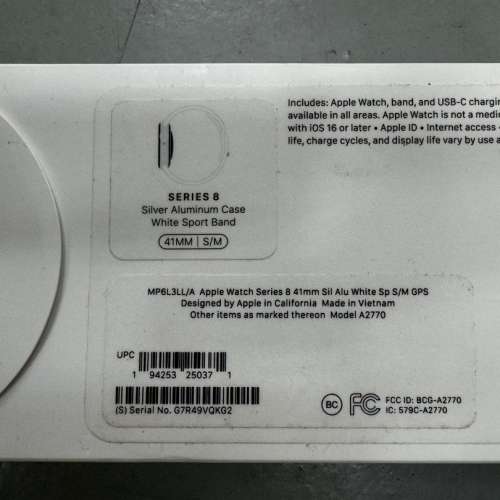 Includes: Apple Watch, band, and USB-C charging
available in all areas. Apple Watch is not a medi
with iOS 16 or later • Apple ID • Internet access •
life, charge cycles, and display life vary by use a
SERIES 8
Silver Aluminum Case
White Sport Band
41MM | S/M
MP6L3LL/A Apple Watch Series 8 41mm Sil Alu White Sp S/M GPS
Designed by Apple in California Made in Vietnam
Other items as marked thereon Model A2770
UPC
1 94253 25037 1
(S) Serial No. G7R49VQKG2
BC FC FCC ID: BCG-A2770
IC: 579C-A2770